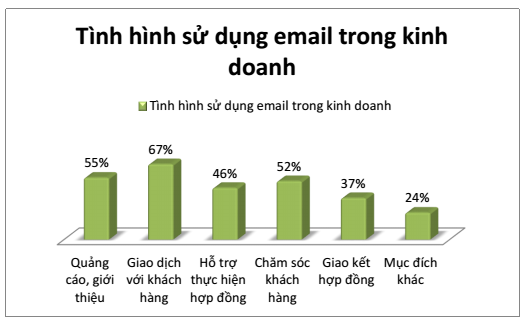 Tình hình sử dụng email trong kinh
doanh
Tình hình sử dụng email trong kinh doanh
55%
67%
46%
52%
37%
24%
Quảng
cáo, giới
thiệu
Giao dịch
với khách
hàng
Hỗ trợ
thực hiện
hợp đồng
Chăm sóc
khách
hàng
Giao kết
hợp đồng
Mục đích
khác